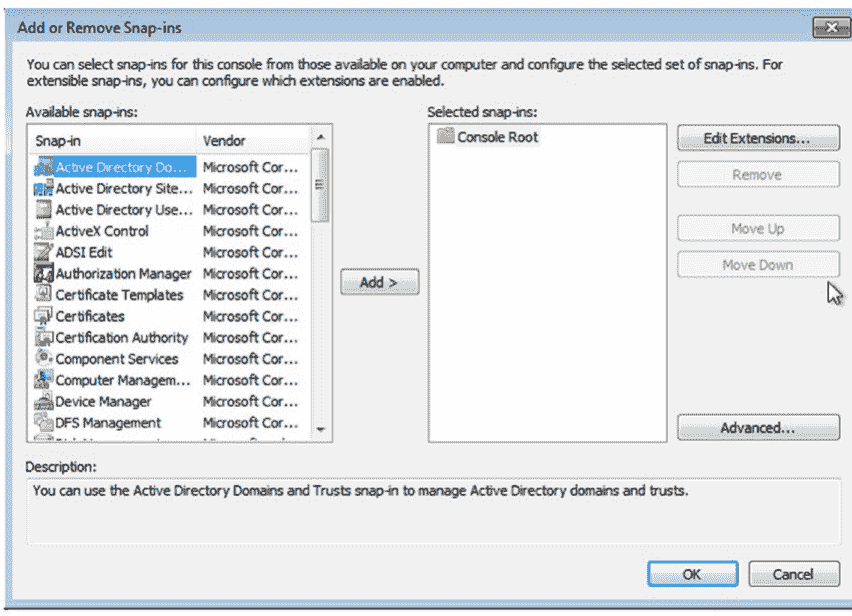 Add or Remove Snap-ins
You can select snap-ins for this console from those available on your computer and configure the selected set of snap-ins. For
extensible snap-ins, you can configure which extensions are enabled.
Available snap-ins:
Snap-in Vendor
Active Directory Do... Microsoft Cor...
Active Directory Site... Microsoft Cor...
Active Directory Use... Microsoft Cor...
ActiveX Control Microsoft Cor...
ADSI Edit Microsoft Cor...
Authorization Manager Microsoft Cor...
Certificate Templates Microsoft Cor...
Certificates Microsoft Cor...
Certification Authority Microsoft Cor...
Component Services Microsoft Cor...
Computer Managem... Microsoft Cor...
Device Manager Microsoft Cor...
DFS Management Microsoft Cor...
Add >
Selected snap-ins:
Console Root
Edit Extensions...
Remove
Move Up
Move Down
Advanced...
Description:
You can use the Active Directory Domains and Trusts snap-in to manage Active Directory domains and trusts.
OK
Cancel